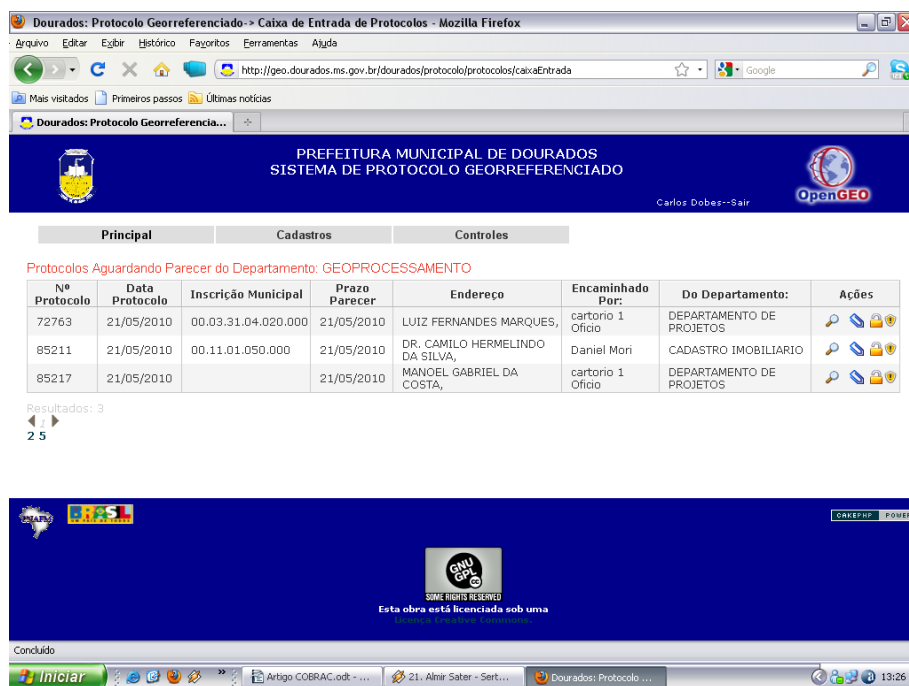 Dourados: Protocolo Georreferenciado-> Caixa de Entrada de Protocolos - Mozilla Firefox
Arquivo Editar Exibir Histórico Favoritos Ferramentas Ajuda
http://geo.dourados.ms.gov.br/dourados/protocolo/protocolos/caixaEntrada Google
Mais visitados Primeiros passos Últimas notícias
Dourados: Protocolo Georreferencia...
PREFEITURA MUNICIPAL DE DOURADOS
SISTEMA DE PROTOCOLO GEORREFERENCIADO
Carlos Dobes--Sair
OpenGEO
Principal Cadastros Controles
Protocolos Aguardando Parecer do Departamento: GEOPROCESSAMENTO
Nº Protocolo Data Protocolo Inscrição Municipal Prazo Parecer Endereço Encaminhado Por: Do Departamento: Ações
72763 21/05/2010 00.03.31.04.020.000 21/05/2010 LUIZ FERNANDES MARQUES, cartorio 1 Oficio DEPARTAMENTO DE PROJETOS
85211 21/05/2010 00.11.01.050.000 21/05/2010 DR. CAMILO HERMELINDO DA SILVA, Daniel Mori CADASTRO IMOBILIARIO
85217 21/05/2010 21/05/2010 MANOEL GABRIEL DA COSTA, cartorio 1 Oficio DEPARTAMENTO DE PROJETOS
Resultados: 3
1
2 5
BRASIL
CAKEPHP POWER
GNU GPL cc
SOME RIGHTS RESERVED
Esta obra está licenciada sob uma
Licença Creative Commons.
Concluído
Iniciar Artigo COBRAC.odt - ... 21. Almir Sater - Sert... Dourados: Protocolo ... 13:26